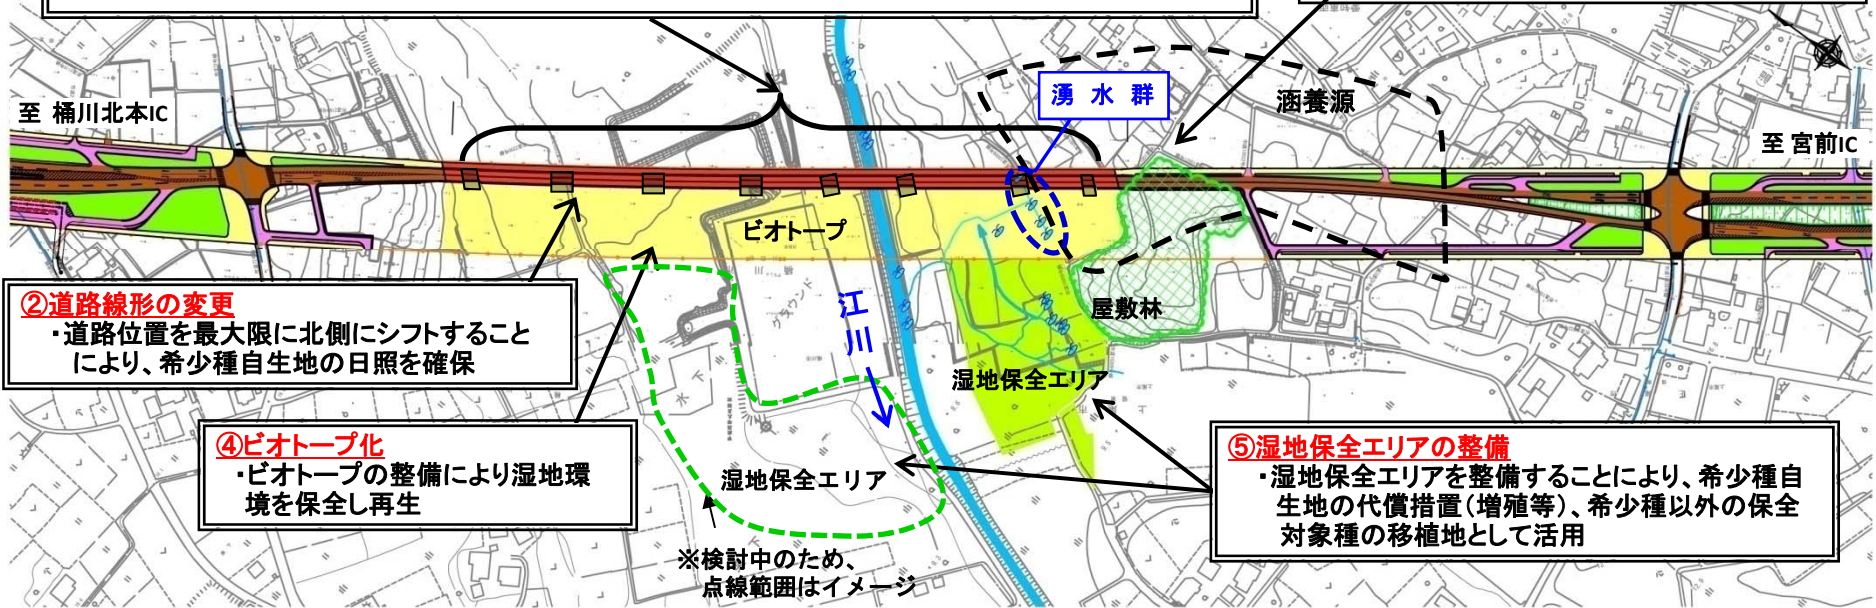 至 桶川北本IC
湧 水 群
涵養源
至 宮前IC
ビオトープ
②道路線形の変更
・道路位置を最大限に北側にシフトすること
により、希少種自生地の日照を確保
グラウンド
江川
屋敷林
湿地保全エリア
④ビオトープ化
・ビオトープの整備により湿地環
境を保全し再生
湿地保全エリア
⑤湿地保全エリアの整備
・湿地保全エリアを整備することにより、希少種自
生地の代償措置(増殖等)、希少種以外の保全
対象種の移植地として活用
※検討中のため、
点線範囲はイメージ